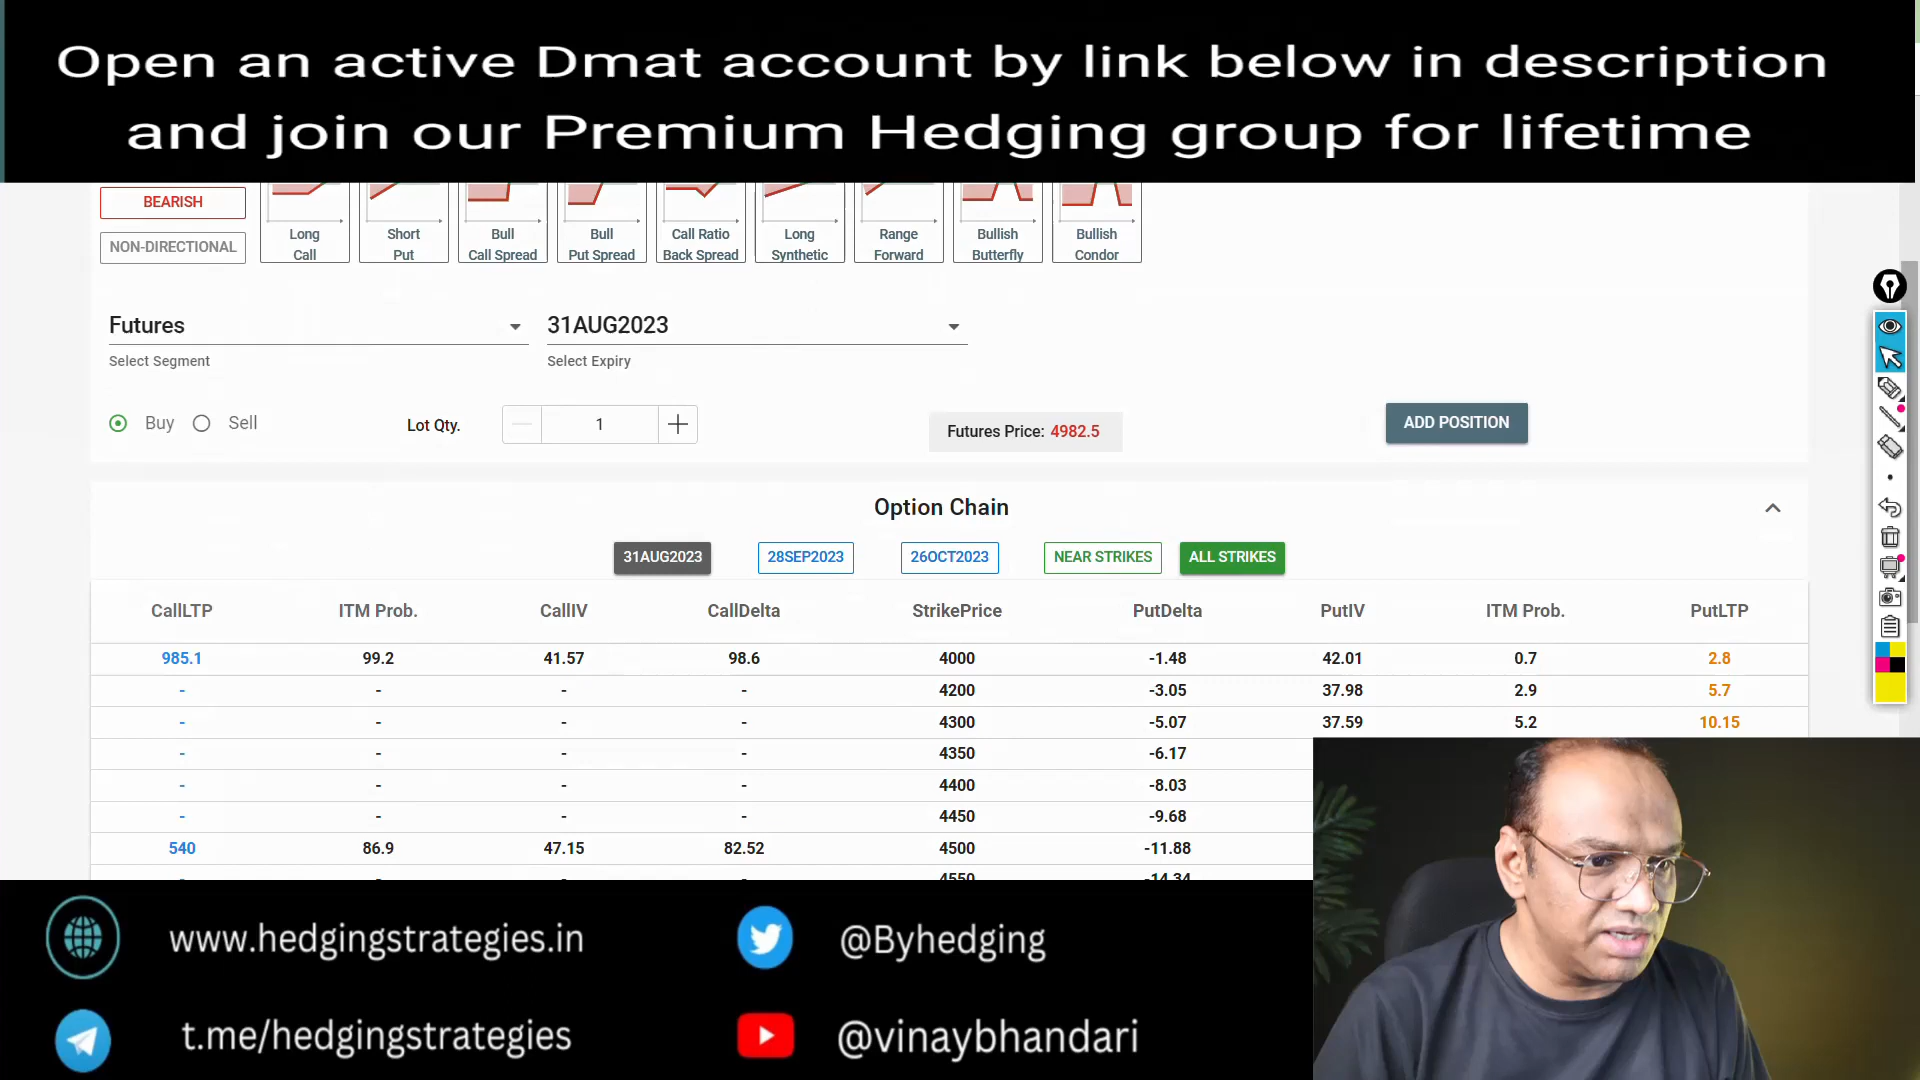 Open an active Dmat account by link below in description
and join our Premium Hedging group for lifetime
BEARISH
NON-DIRECTIONAL
Long
Call
Short
Put
Bull
Call Spread
Bull
Put Spread
Call Ratio
Back Spread
Long
Synthetic
Range
Forward
Bullish
Butterfly
Bullish
Condor
Futures
31AUG2023
Select Segment
Select Expiry
Buy
Sell
Lot Qty.
1
Futures Price: 4982.5
ADD POSITION
Option Chain
31AUG2023 28SEP2023 26OCT2023 NEAR STRIKES ALL STRIKES
CallLTP ITM Prob. CallIV CallDelta StrikePrice PutDelta PutIV ITM Prob. PutLTP
985.1 99.2 41.57 98.6 4000 -1.48 42.01 0.7 2.8
- - - - 4200 -3.05 37.98 2.9 5.7
- - - - 4300 -5.07 37.59 5.2 10.15
- - - - 4350 -6.17
- - - - 4400 -8.03
- - - - 4450 -9.68
540 86.9 47.15 82.52 4500 -11.88
- - - - 4550 -14.34
www.hedgingstrategies.in
@Byhedging
t.me/hedgingstrategies
@vinaybhandari